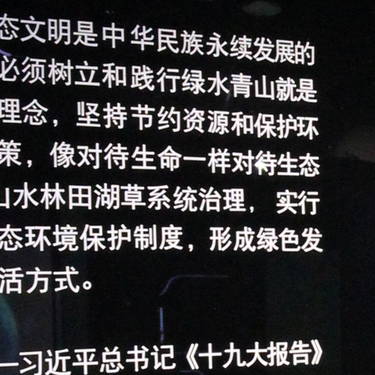 态文明是中华民族永续发展的
必须树立和践行绿水青山就是
理念，坚持节约资源和保护环
策，像对待生命一样对待生态
山水林田湖草系统治理，实行
态环境保护制度，形成绿色发
活方式。
—习近平总书记《十九大报告》